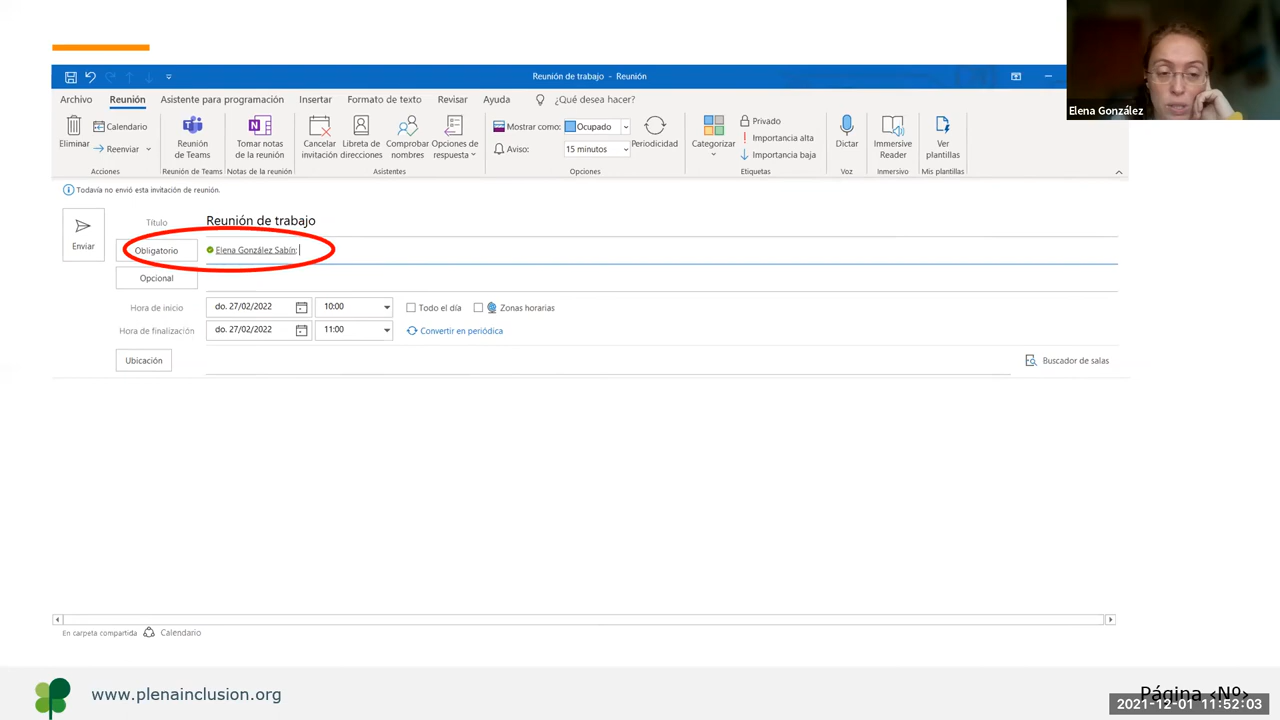 Reunión de trabajo - Reunión
Archivo Reunión Asistente para programación Insertar Formato de texto Revisar Ayuda ¿Qué desea hacer?
Eliminar
Calendario
Reenviar
Acciones
Reunión
de Teams
Reunión de Teams
Tomar notas
de la reunión
Notas de la reunión
Cancelar
invitación
Libreta de
direcciones
Comprobar
nombres
Opciones de
respuesta
Asistentes
Mostrar como: Ocupado
Aviso: 15 minutos
Periodicidad
Opciones
Categorizar
Privado
Importancia alta
Importancia baja
Etiquetas
Dictar
Voz
Immersive
Reader
Inmersivo
Ver
plantillas
Mis plantillas
Elena González
Todavía no envió esta invitación de reunión.
Enviar
Título Reunión de trabajo
Obligatorio Elena González Sabín;
Opcional
Hora de inicio do. 27/02/2022 10:00 Todo el día Zonas horarias
Hora de finalización do. 27/02/2022 11:00 Convertir en periódica
Ubicación Buscador de salas
En carpeta compartida Calendario
www.plenainclusion.org
Página <Nº>
2021-12-01 11:52:03